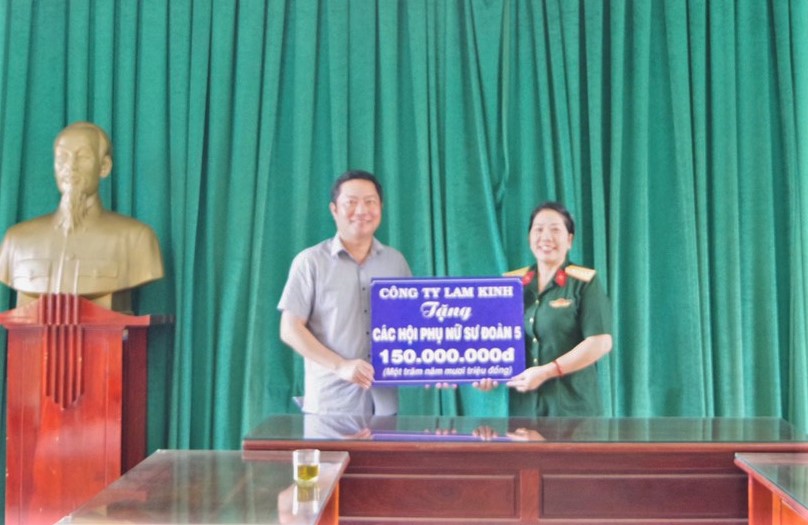 CÔNG TY LAM KINH
Tặng
CÁC HỘI PHỤ NỮ SƯ ĐOÀN 5
150.000.000đ
(Một trăm năm mươi triệu đồng)